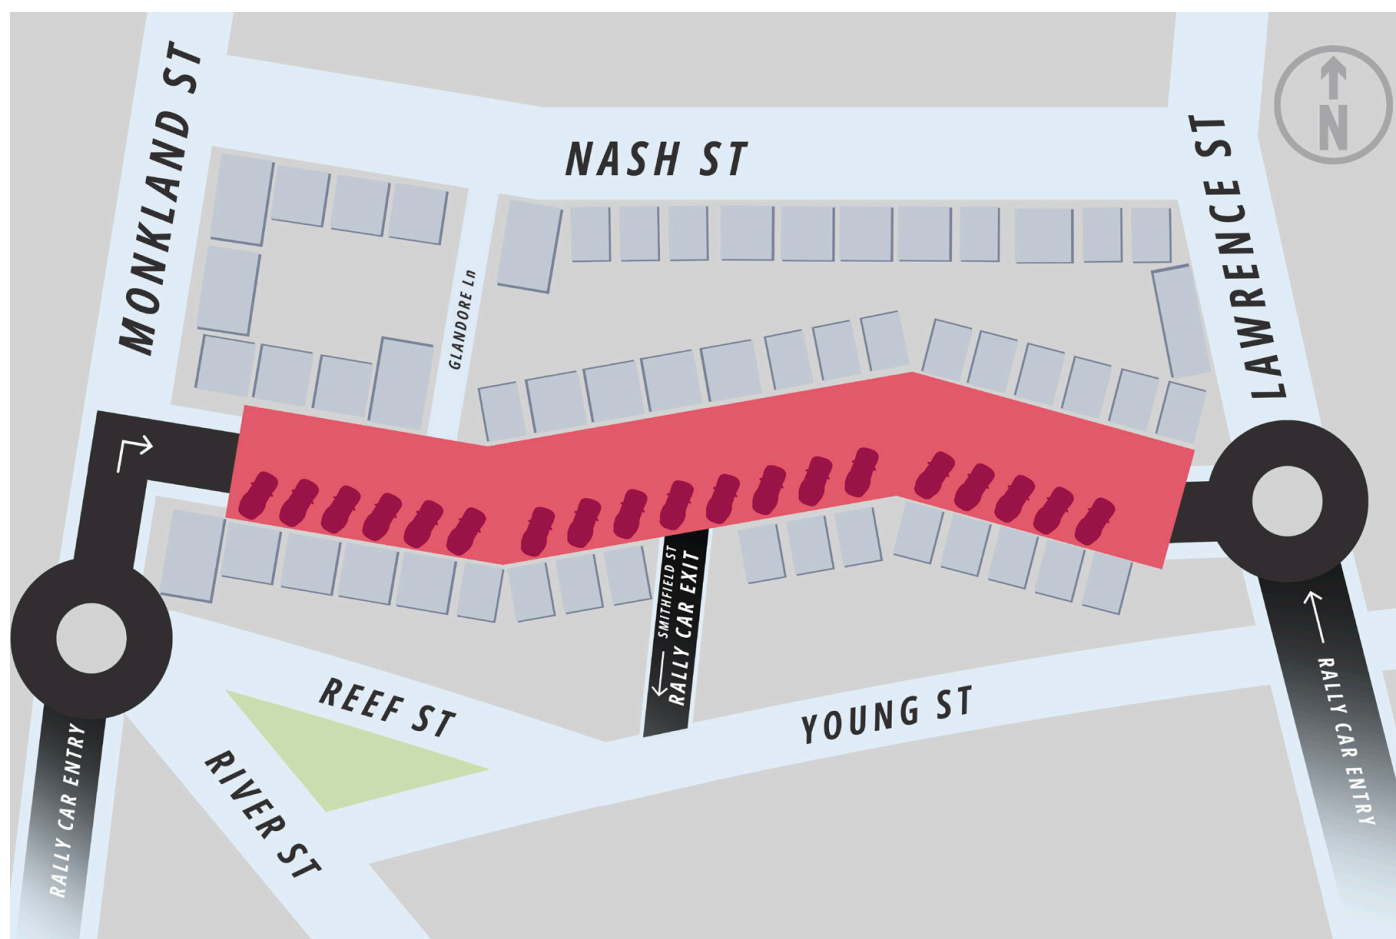 MONKLAND ST
NASH ST
LAWRENCE ST
N
GLANDORE Ln
SMITHFIELD ST
RALLY CAR EXIT
REEF ST
YOUNG ST
RIVER ST
RALLY CAR ENTRY
RALLY CAR ENTRY